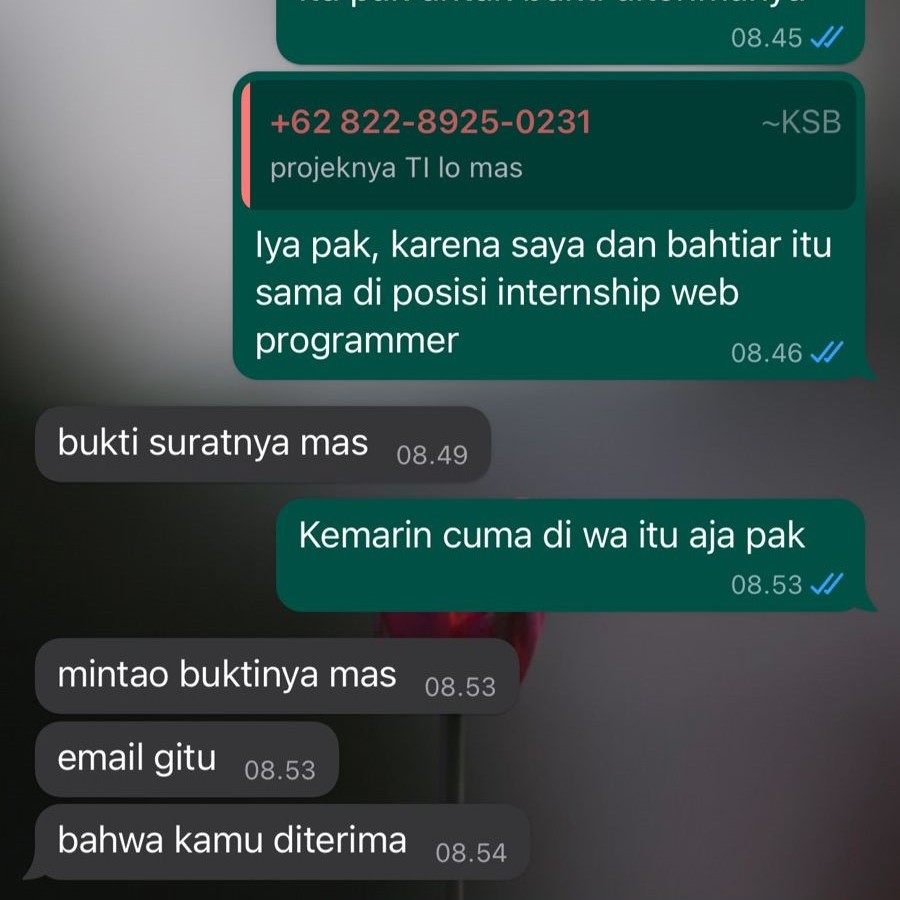 08.45
+62 822-8925-0231 ~KSB
projeknya TI lo mas
Iya pak, karena saya dan bahtiar itu
sama di posisi internship web
programmer 08.46
bukti suratnya mas 08.49
Kemarin cuma di wa itu aja pak
08.53
mintao buktinya mas 08.53
email gitu 08.53
bahwa kamu diterima 08.54